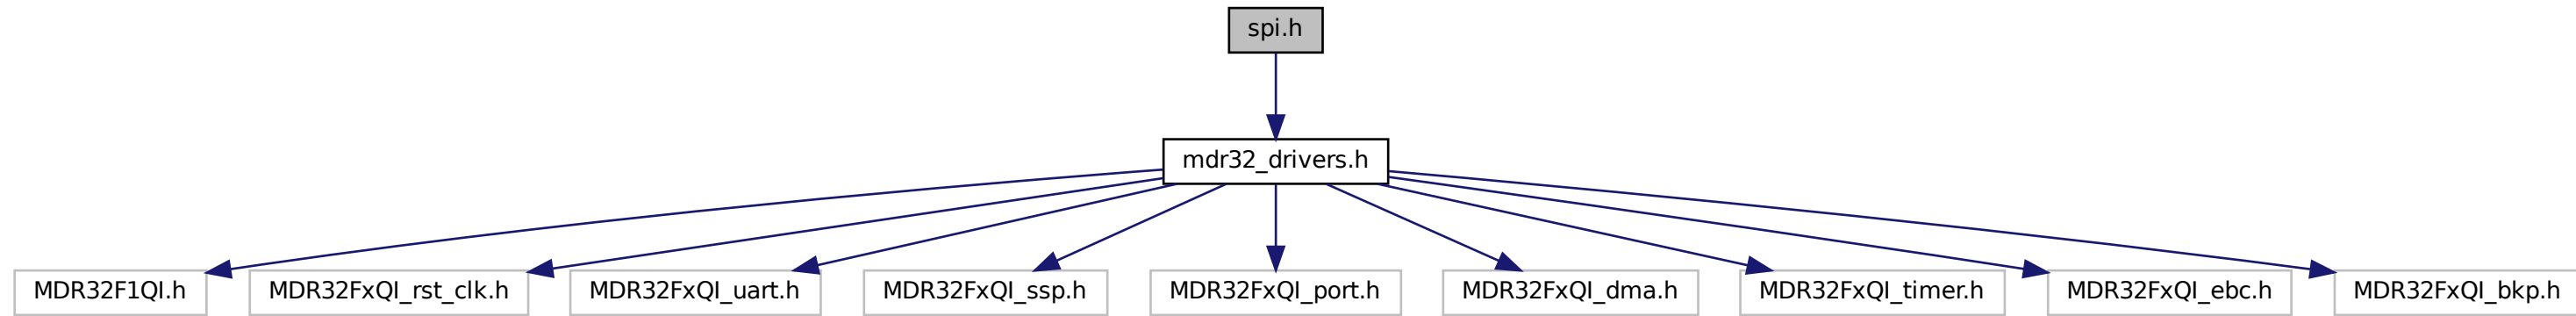 spi.h
mdr32_drivers.h
MDR32F1QI.h
MDR32FxQI_rst_clk.h
MDR32FxQI_uart.h
MDR32FxQI_ssp.h
MDR32FxQI_port.h
MDR32FxQI_dma.h
MDR32FxQI_timer.h
MDR32FxQI_ebc.h
MDR32FxQI_bkp.h